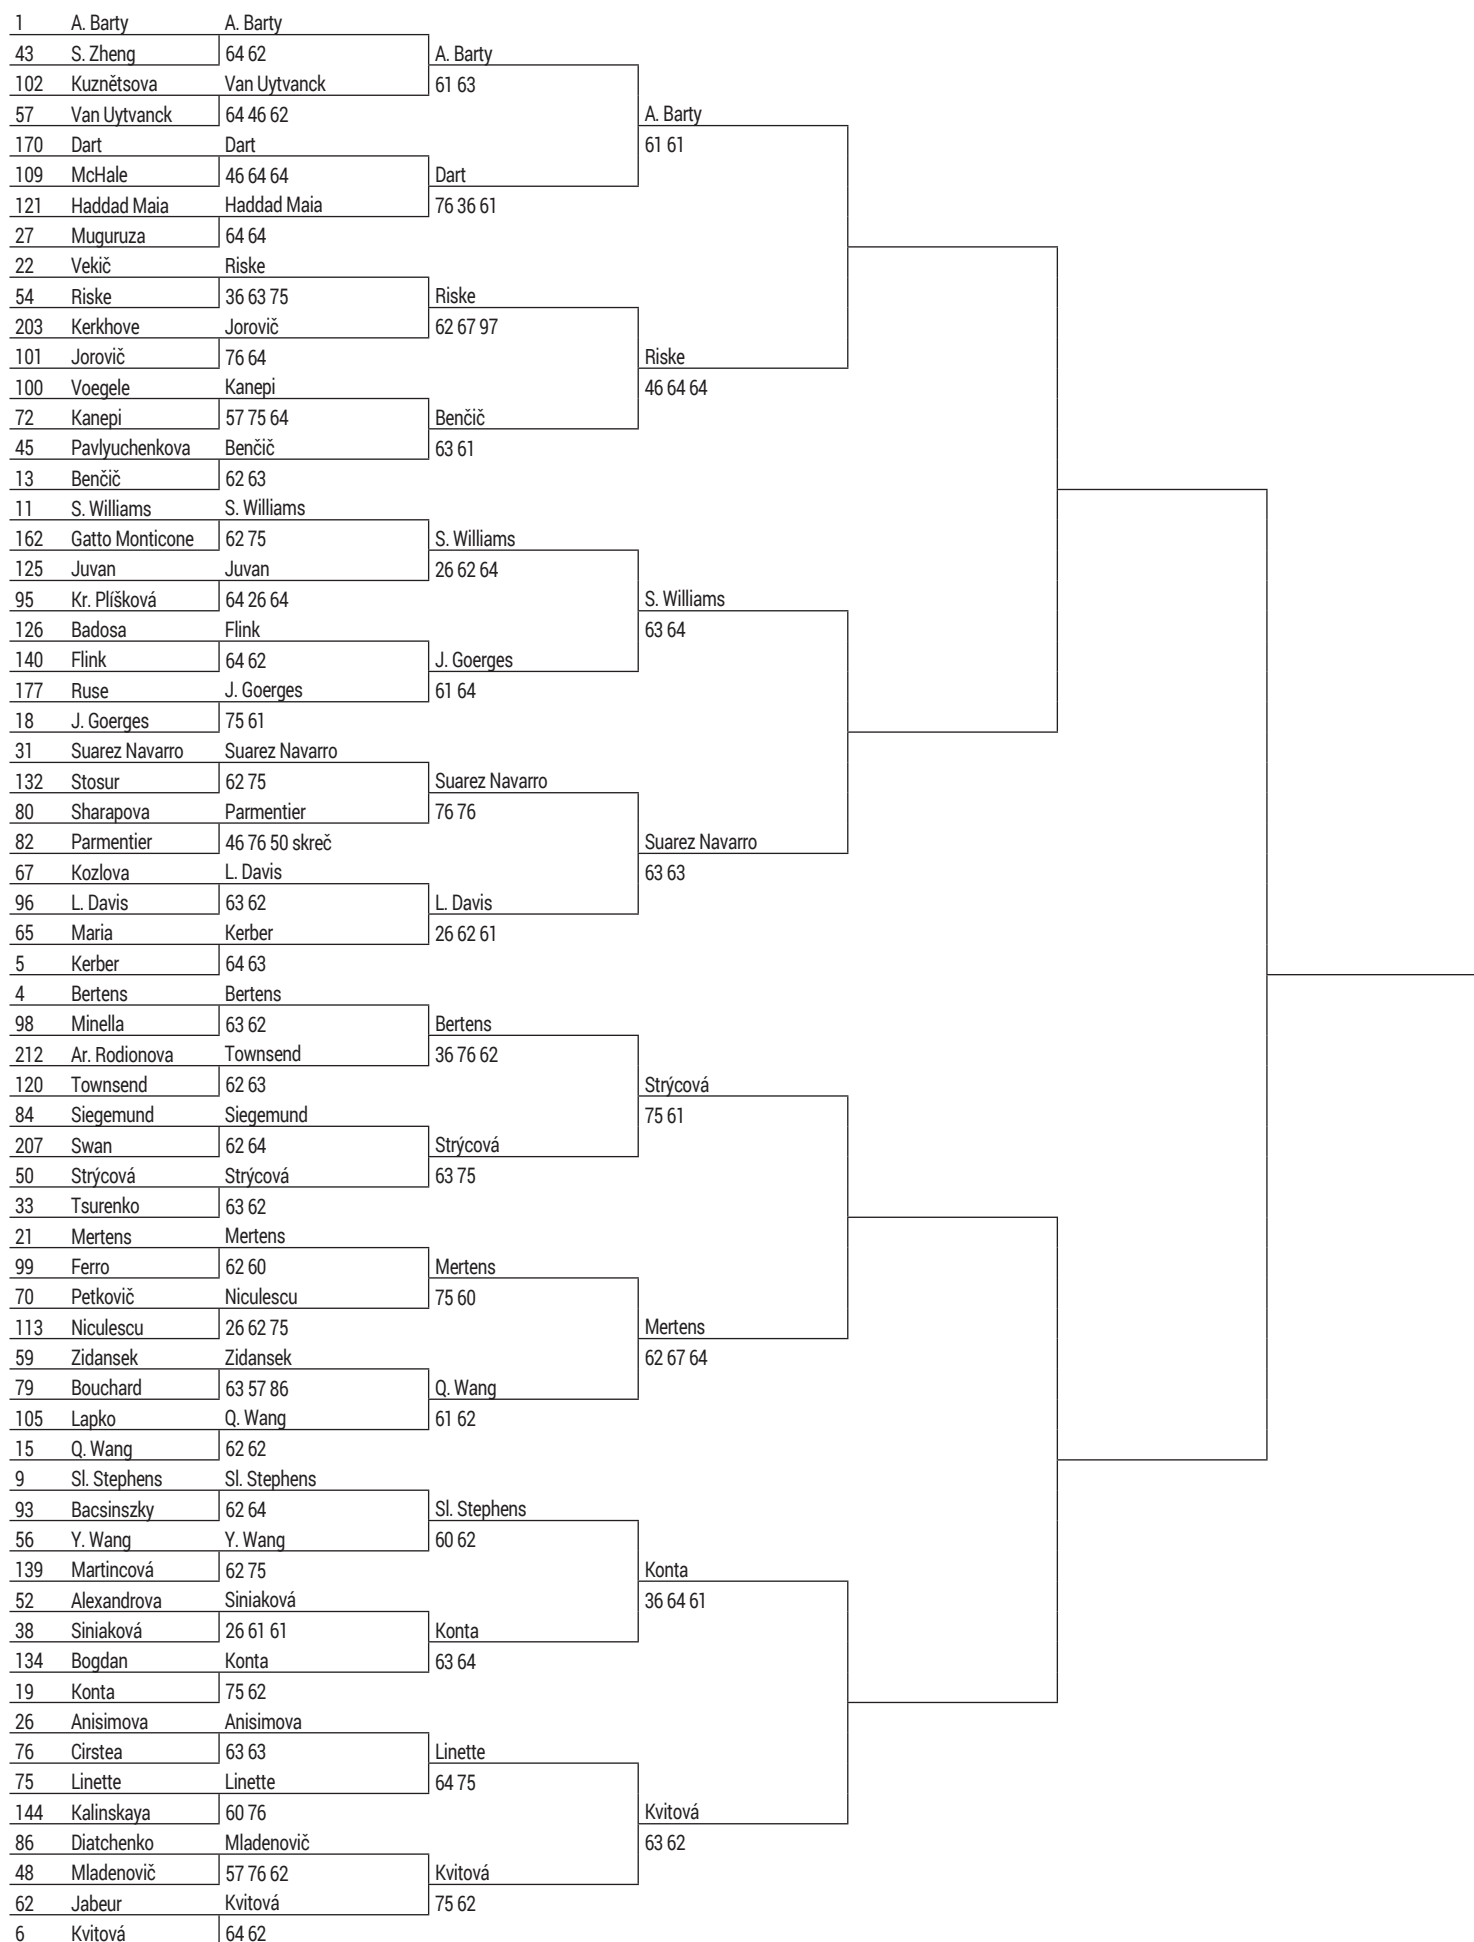 1 A. Barty A. Barty
43 S. Zheng 64 62 A. Barty
102 Kuznětsova Van Uytvanck 61 63
57 Van Uytvanck 64 46 62 A. Barty
170 Dart Dart 61 61
109 McHale 46 64 64 Dart
121 Haddad Maia Haddad Maia 76 36 61
27 Muguruza 64 64
22 Vekič Riske
54 Riske 36 63 75 Riske
203 Kerkhove Jorovič 62 67 97
101 Jorovič 76 64 Riske
100 Voegele Kanepi 46 64 64
72 Kanepi 57 75 64 Benčič
45 Pavlyuchenkova Benčič 63 61
13 Benčič 62 63
11 S. Williams S. Williams
162 Gatto Monticone 62 75 S. Williams
125 Juvan Juvan 26 62 64
95 Kr. Plíšková 64 26 64 S. Williams
126 Badosa Flink 63 64
140 Flink 64 62 J. Goerges
177 Ruse J. Goerges 61 64
18 J. Goerges 75 61
31 Suarez Navarro Suarez Navarro
132 Stosur 62 75 Suarez Navarro
80 Sharapova Parmentier 76 76
82 Parmentier 46 76 50 skreč Suarez Navarro
67 Kozlova L. Davis 63 63
96 L. Davis 63 62 L. Davis
65 Maria Kerber 26 62 61
5 Kerber 64 63
4 Bertens Bertens
98 Minella 63 62 Bertens
212 Ar. Rodionova Townsend 36 76 62
120 Townsend 62 63 Strýcová
84 Siegemund Siegemund 75 61
207 Swan 62 64 Strýcová
50 Strýcová Strýcová 63 75
33 Tsurenko 63 62
21 Mertens Mertens
99 Ferro 62 60 Mertens
70 Petkovič Niculescu 75 60
113 Niculescu 26 62 75 Mertens
59 Zidansek Zidansek 62 67 64
79 Bouchard 63 57 86 Q. Wang
105 Lapko Q. Wang 61 62
15 Q. Wang 62 62
9 Sl. Stephens Sl. Stephens
93 Bacsinszky 62 64 Sl. Stephens
56 Y. Wang Y. Wang 60 62
139 Martincová 62 75 Konta
52 Alexandrova Siniaková 36 64 61
38 Siniaková 26 61 61 Konta
134 Bogdan Konta 63 64
19 Konta 75 62
26 Anisimova Anisimova
76 Cirstea 63 63 Linette
75 Linette Linette 64 75
144 Kalinskaya 60 76 Kvitová
86 Diatchenko Mladenovič 63 62
48 Mladenovič 57 76 62 Kvitová
62 Jabeur Kvitová 75 62
6 Kvitová 64 62